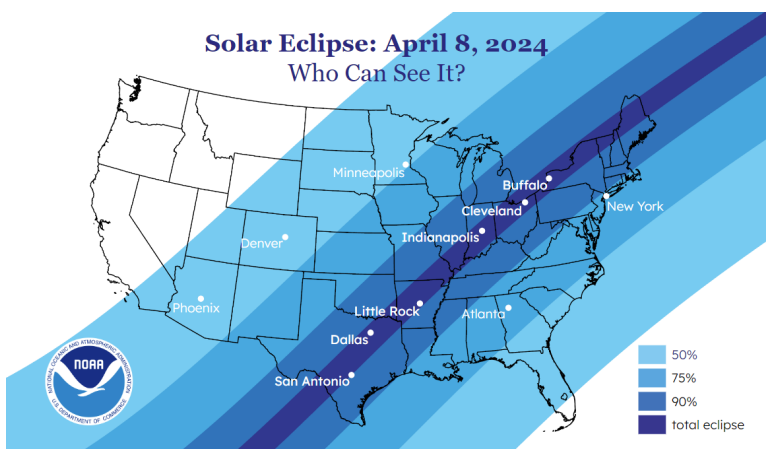 Solar Eclipse: April 8, 2024
Who Can See It?
Minneapolis
Buffalo
Cleveland
New York
Denver
Indianapolis
Phoenix
Little Rock
Atlanta
Dallas
San Antonio
NATIONAL OCEANIC AND ATMOSPHERIC ADMINISTRATION
NOAA
U.S. DEPARTMENT OF COMMERCE
50%
75%
90%
total eclipse